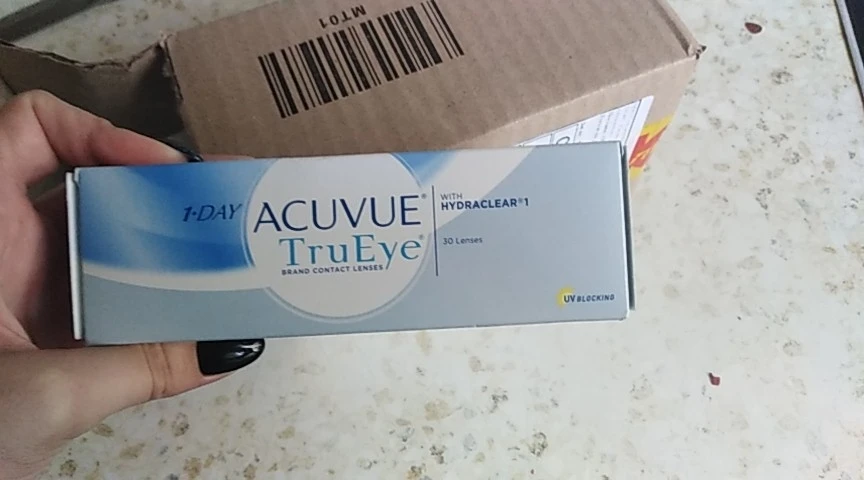 MT01
1·DAY
ACUVUE®
TruEye®
BRAND CONTACT LENSES
WITH
HYDRACLEAR®1
30 Lenses
UV BLOCKING